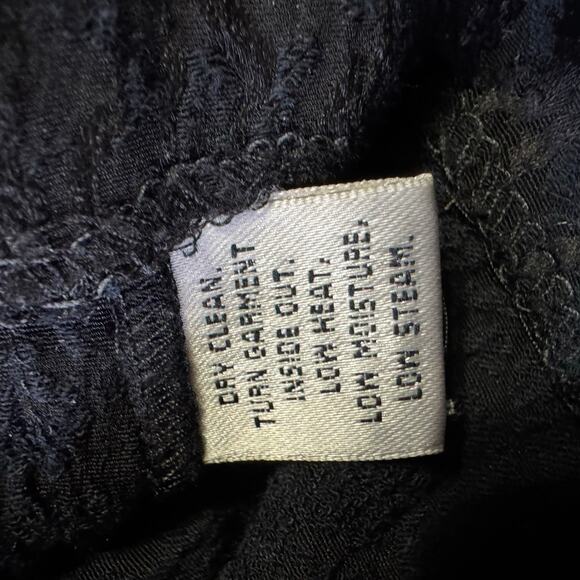 DRY CLEAN.
TURN GARMENT
INSIDE OUT.
LOW HEAT.
LOW MOISTURE,
LOW STEAM.